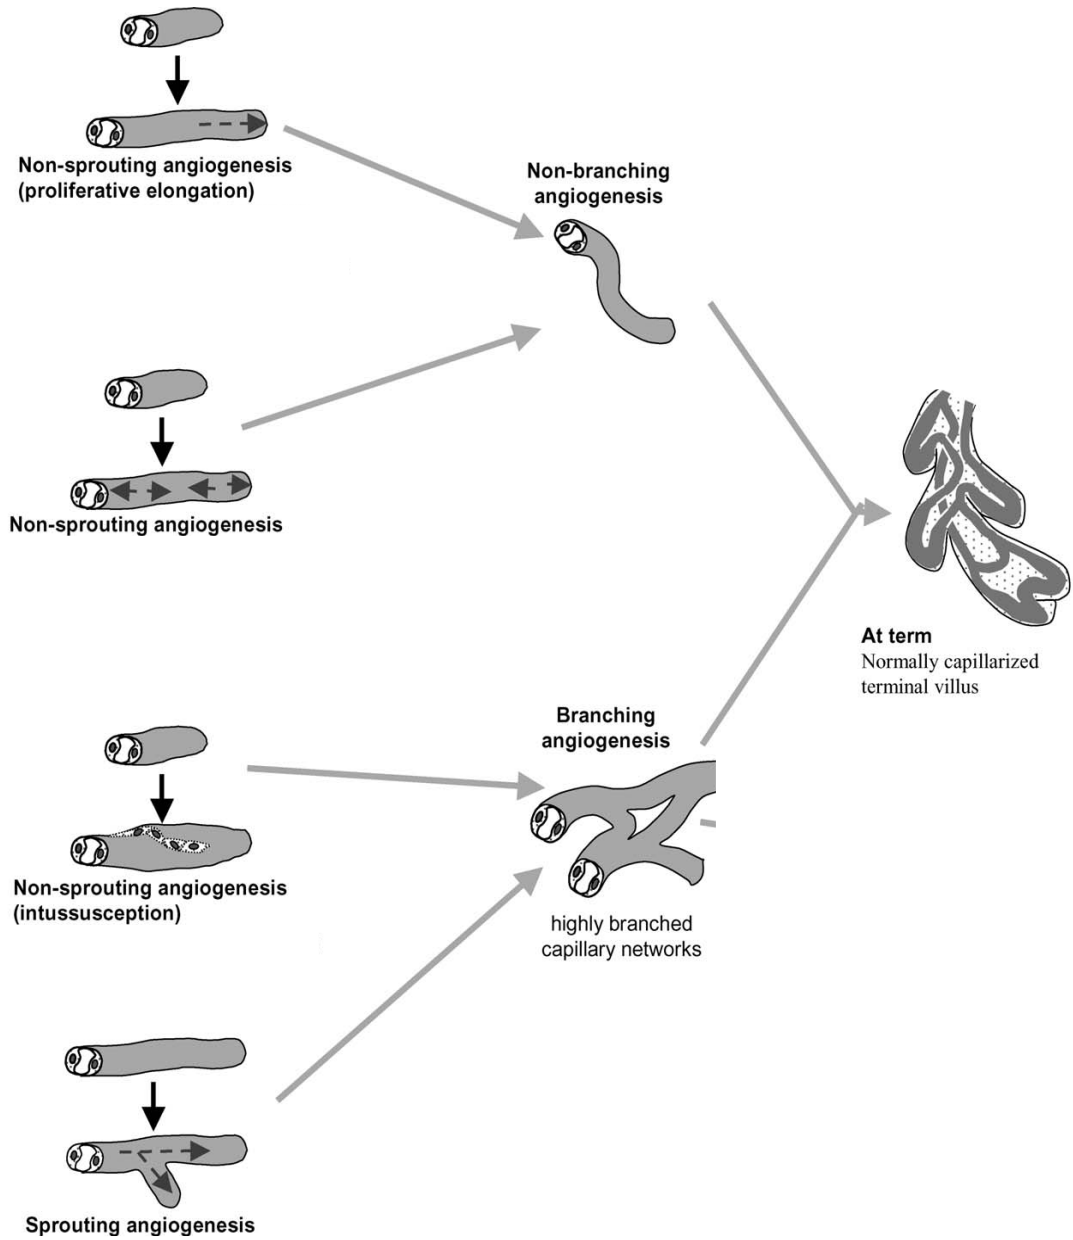 Non-sprouting angiogenesis
(proliferative elongation)
Non-branching
angiogenesis
Non-sprouting angiogenesis
At term
Normally capillarized
terminal villus
Branching
angiogenesis
Non-sprouting angiogenesis
(intussusception)
highly branched
capillary networks
Sprouting angiogenesis